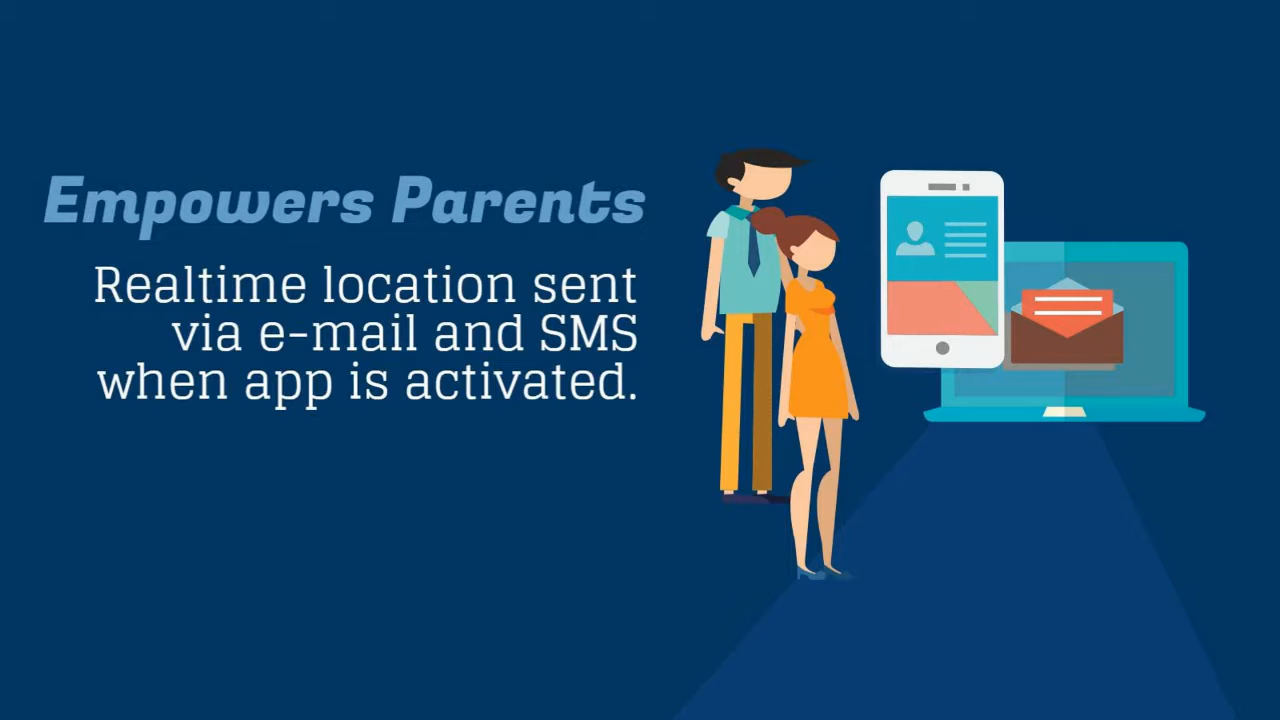 Empowers Parents
Realtime location sent
via e-mail and SMS
when app is activated.